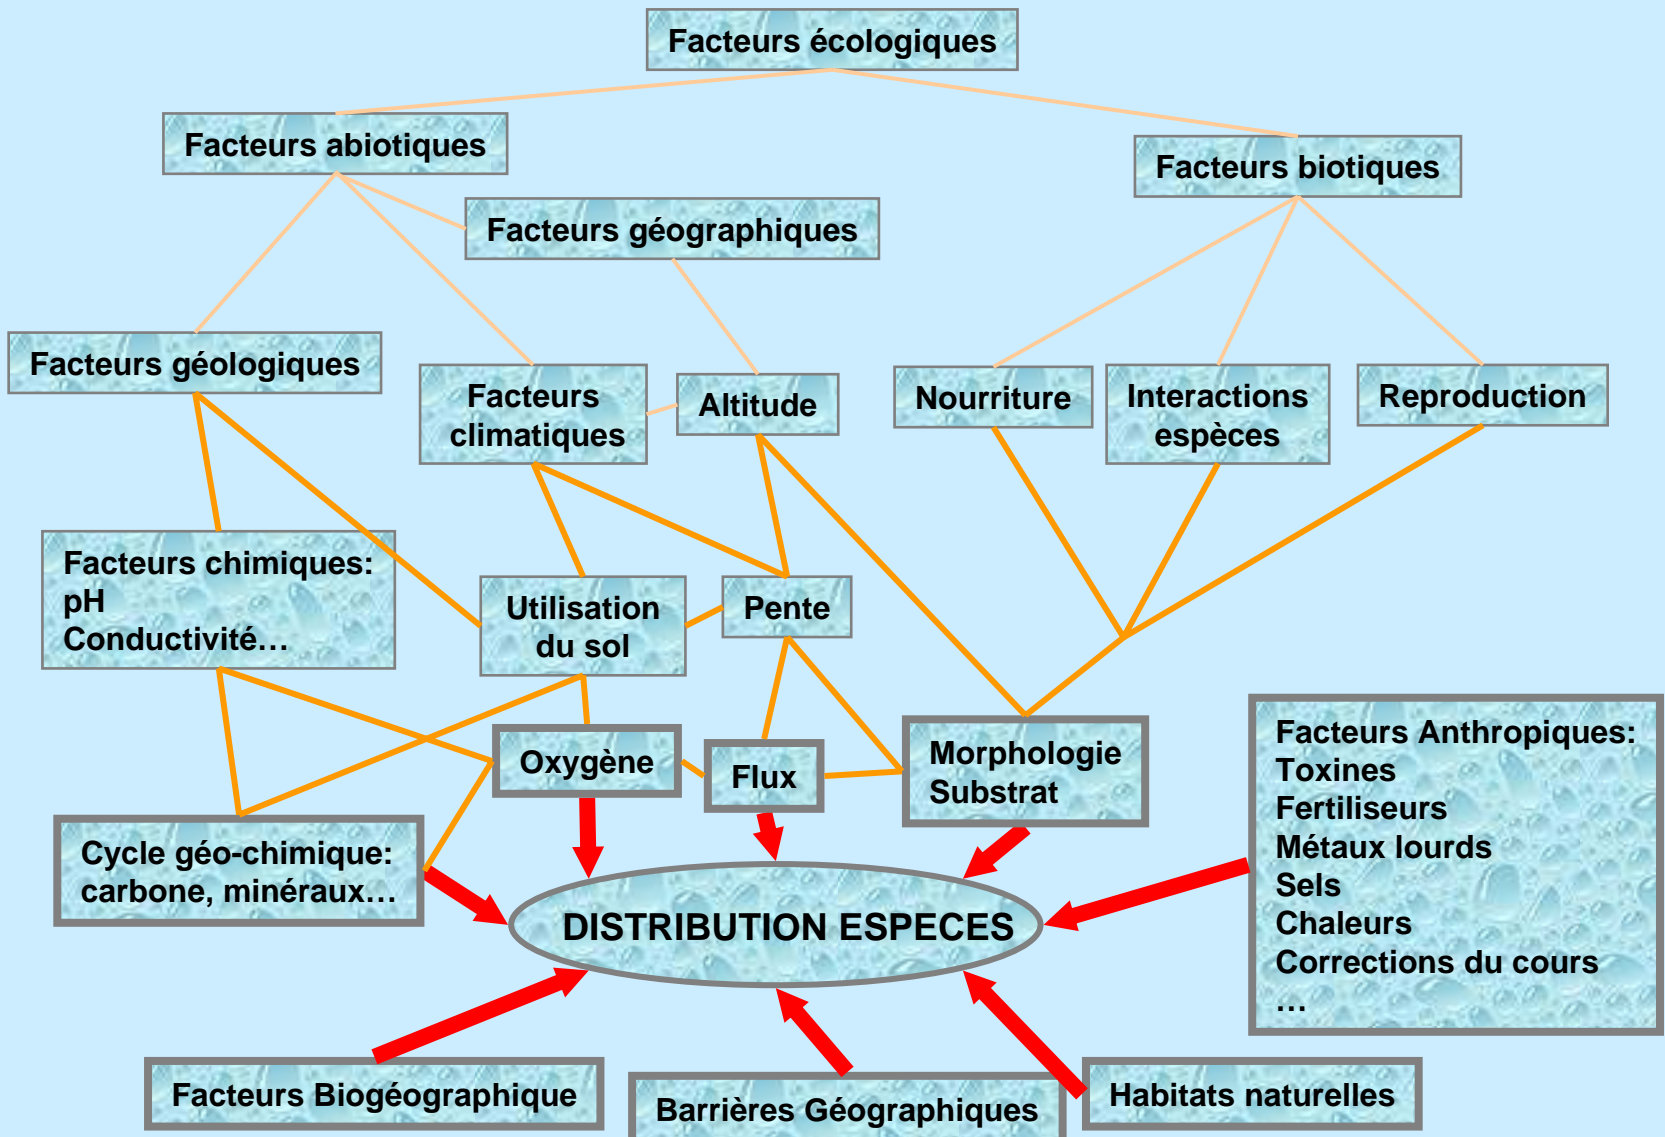 Facteurs écologiques
Facteurs abiotiques
Facteurs biotiques
Facteurs géographiques
Facteurs géologiques
Facteurs
climatiques
Altitude
Nourriture
Interactions
espèces
Reproduction
Facteurs chimiques:
pH
Conductivité…
Utilisation
du sol
Pente
Oxygène
Flux
Morphologie
Substrat
Facteurs Anthropiques:
Toxines
Fertiliseurs
Métaux lourds
Sels
Chaleurs
Corrections du cours
…
Cycle géo-chimique:
carbone, minéraux…
DISTRIBUTION ESPECES
Facteurs Biogéographique
Barrières Géographiques
Habitats naturelles